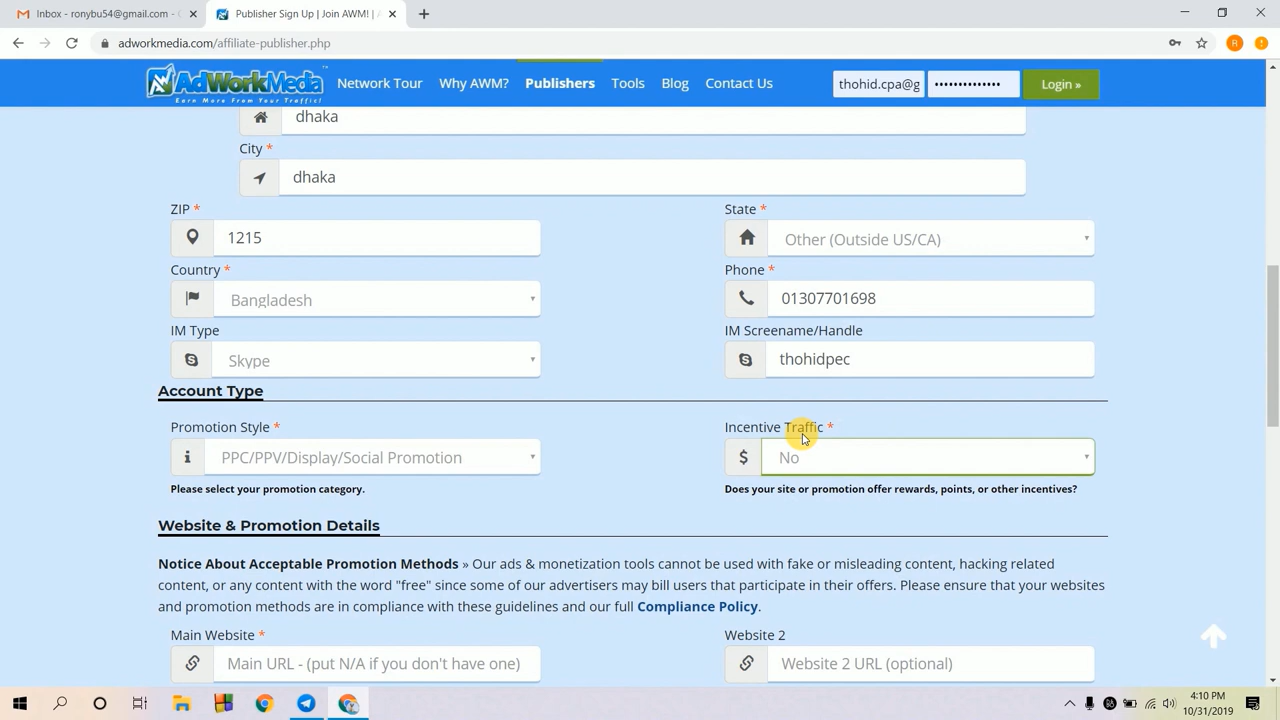 Inbox - ronybu54@gmail.com -
Publisher Sign Up | Join AWM! |
adworkmedia.com/affiliate-publisher.php
R
AdWorkMedia
Earn More From Your Traffic!
Network Tour
Why AWM?
Publishers
Tools
Blog
Contact Us
thohid.cpa@g
••••••••••••••
Login »
dhaka
City *
dhaka
ZIP *
State *
1215
Other (Outside US/CA)
Country *
Phone *
Bangladesh
01307701698
IM Type
IM Screename/Handle
Skype
thohidpec
Account Type
Promotion Style *
Incentive Traffic *
PPC/PPV/Display/Social Promotion
No
Please select your promotion category.
Does your site or promotion offer rewards, points, or other incentives?
Website & Promotion Details
Notice About Acceptable Promotion Methods » Our ads & monetization tools cannot be used with fake or misleading content, hacking related
content, or any content with the word "free" since some of our advertisers may bill users that participate in their offers. Please ensure that your websites
and promotion methods are in compliance with these guidelines and our full Compliance Policy.
Main Website *
Website 2
Main URL - (put N/A if you don't have one)
Website 2 URL (optional)
4:10 PM
10/31/2019